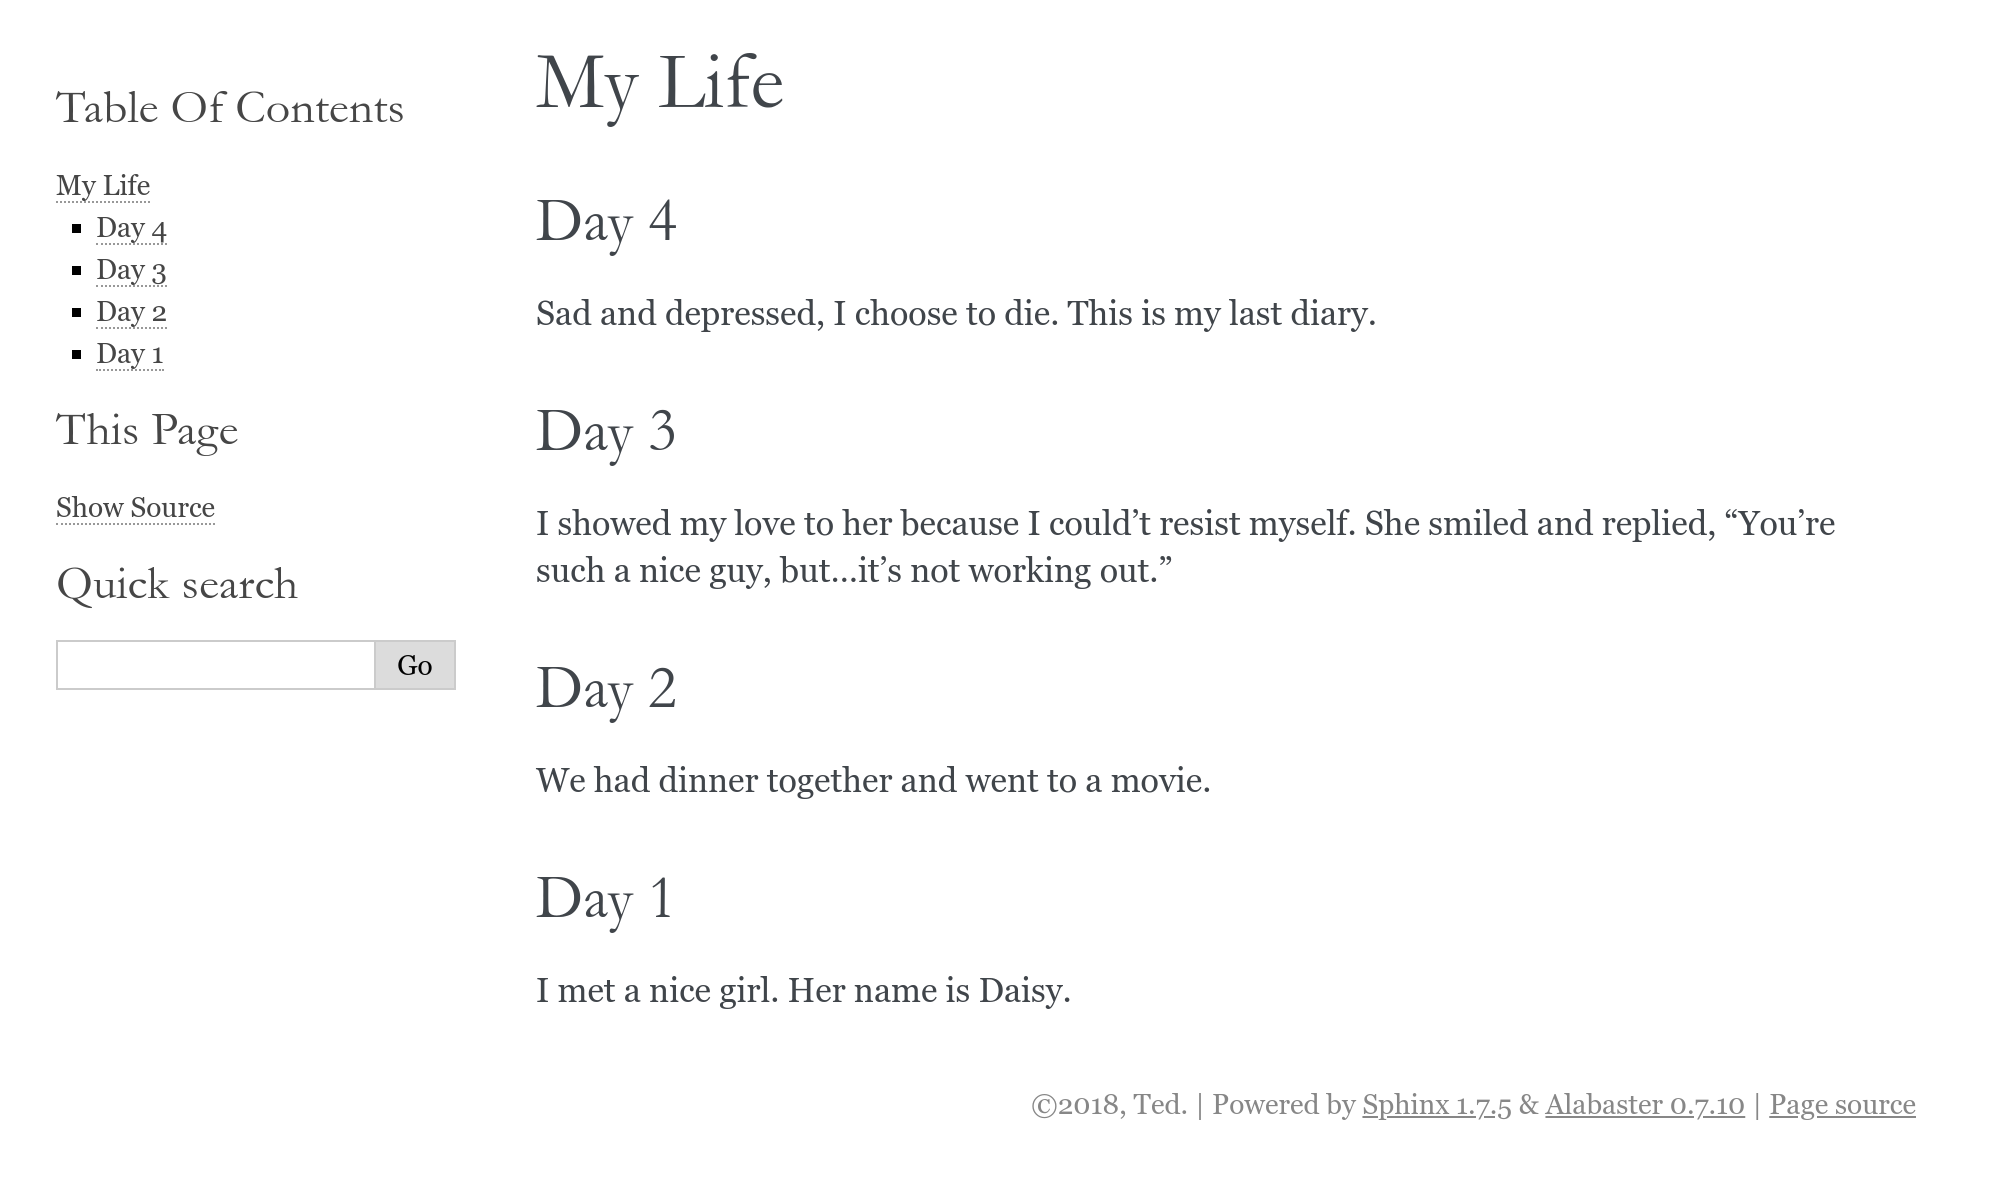 Table Of Contents
My Life
Day 4
Day 3
Day 2
Day 1
This Page
Show Source
Quick search
Go
My Life
Day 4
Sad and depressed, I choose to die. This is my last diary.
Day 3
I showed my love to her because I could’t resist myself. She smiled and replied, “You’re
such a nice guy, but…it’s not working out.”
Day 2
We had dinner together and went to a movie.
Day 1
I met a nice girl. Her name is Daisy.
©2018, Ted. | Powered by Sphinx 1.7.5 & Alabaster 0.7.10 | Page source